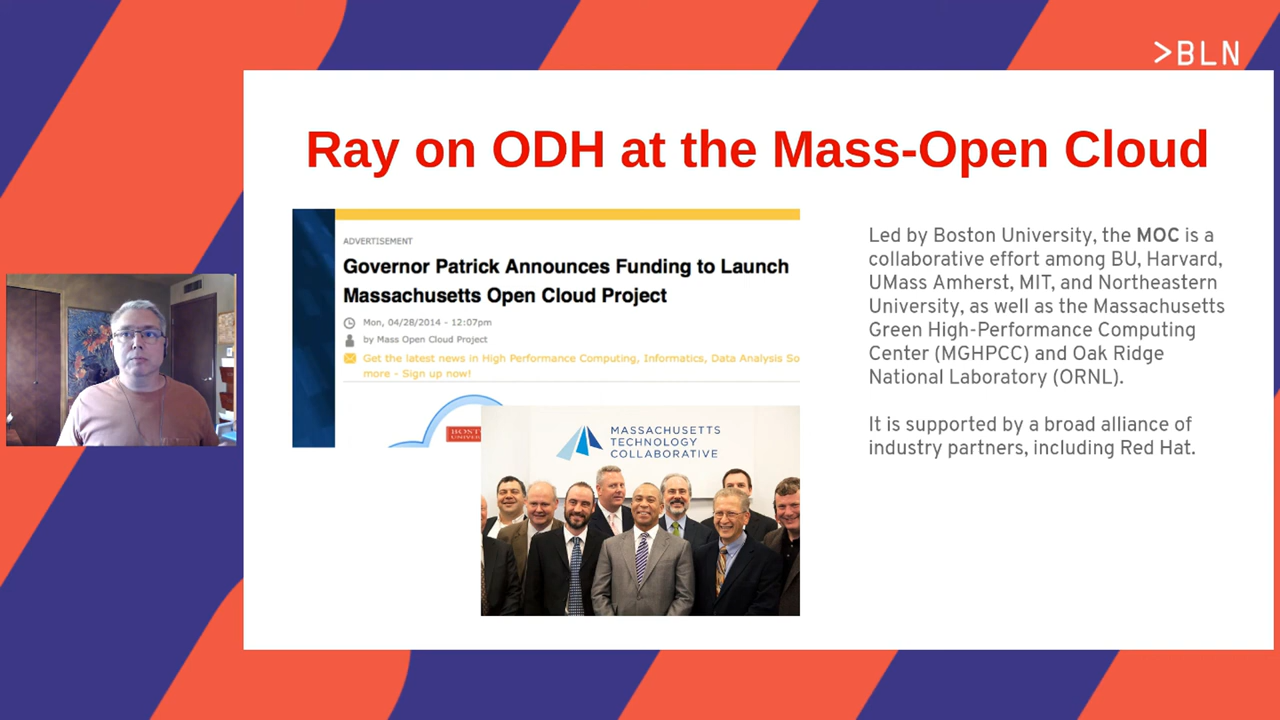 >BLN
Ray on ODH at the Mass-Open Cloud
ADVERTISEMENT
Governor Patrick Announces Funding to Launch
Massachusetts Open Cloud Project
Mon, 04/28/2014 - 12:07pm
by Mass Open Cloud Project
Get the latest news in High Performance Computing, Informatics, Data Analysis So
more - Sign up now!
MASSACHUSETTS
TECHNOLOGY
COLLABORATIVE
Led by Boston University, the MOC is a
collaborative effort among BU, Harvard,
UMass Amherst, MIT, and Northeastern
University, as well as the Massachusetts
Green High-Performance Computing
Center (MGHPCC) and Oak Ridge
National Laboratory (ORNL).
It is supported by a broad alliance of
industry partners, including Red Hat.